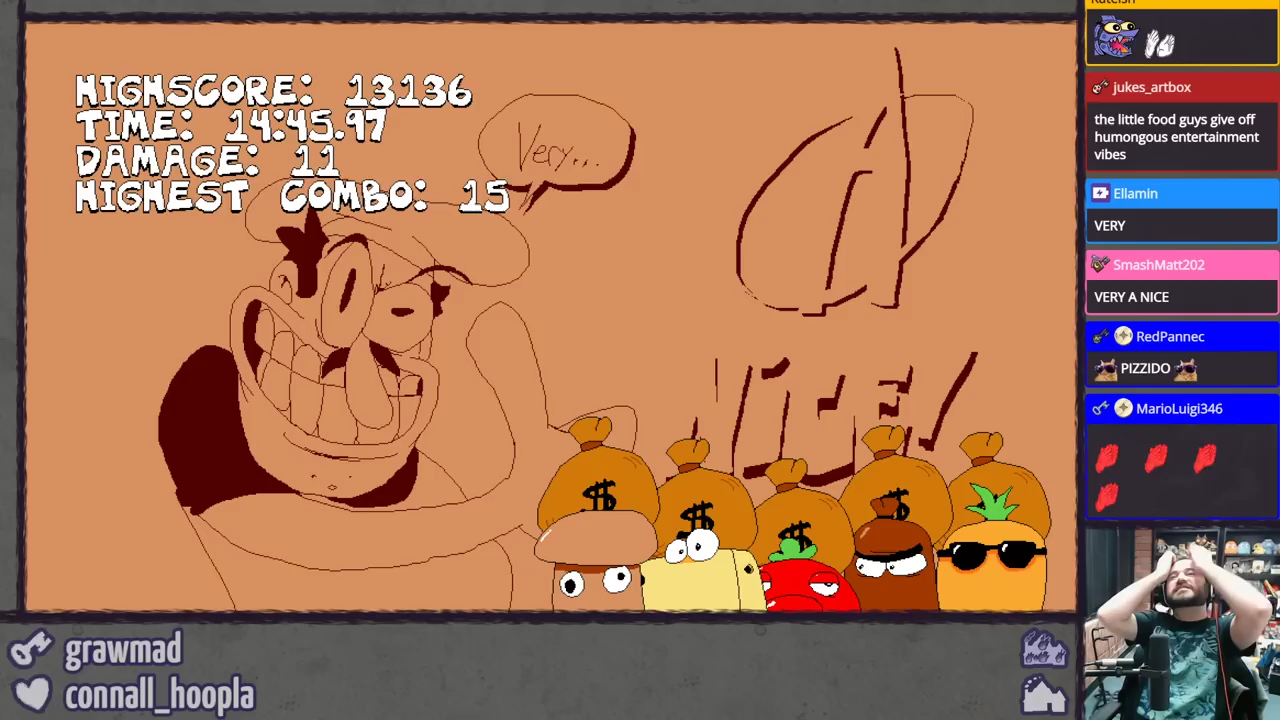 HIGHSCORE: 13136
TIME: 14:45.97
DAMAGE: 11
HIGHEST COMBO: 15
Very...
A
NICE!
$ $ $ $ $
grawmad
connall_hoopla
jukes_artbox
the little food guys give off
humongous entertainment
vibes
Ellamin
VERY
SmashMatt202
VERY A NICE
RedPannec
PIZZIDO
MarioLuigi346